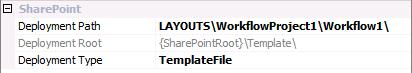 SharePoint
Deployment Path LAYOUTS\WorkflowProject1\Workflow1\
Deployment Root {SharePointRoot}\Template\
Deployment Type TemplateFile